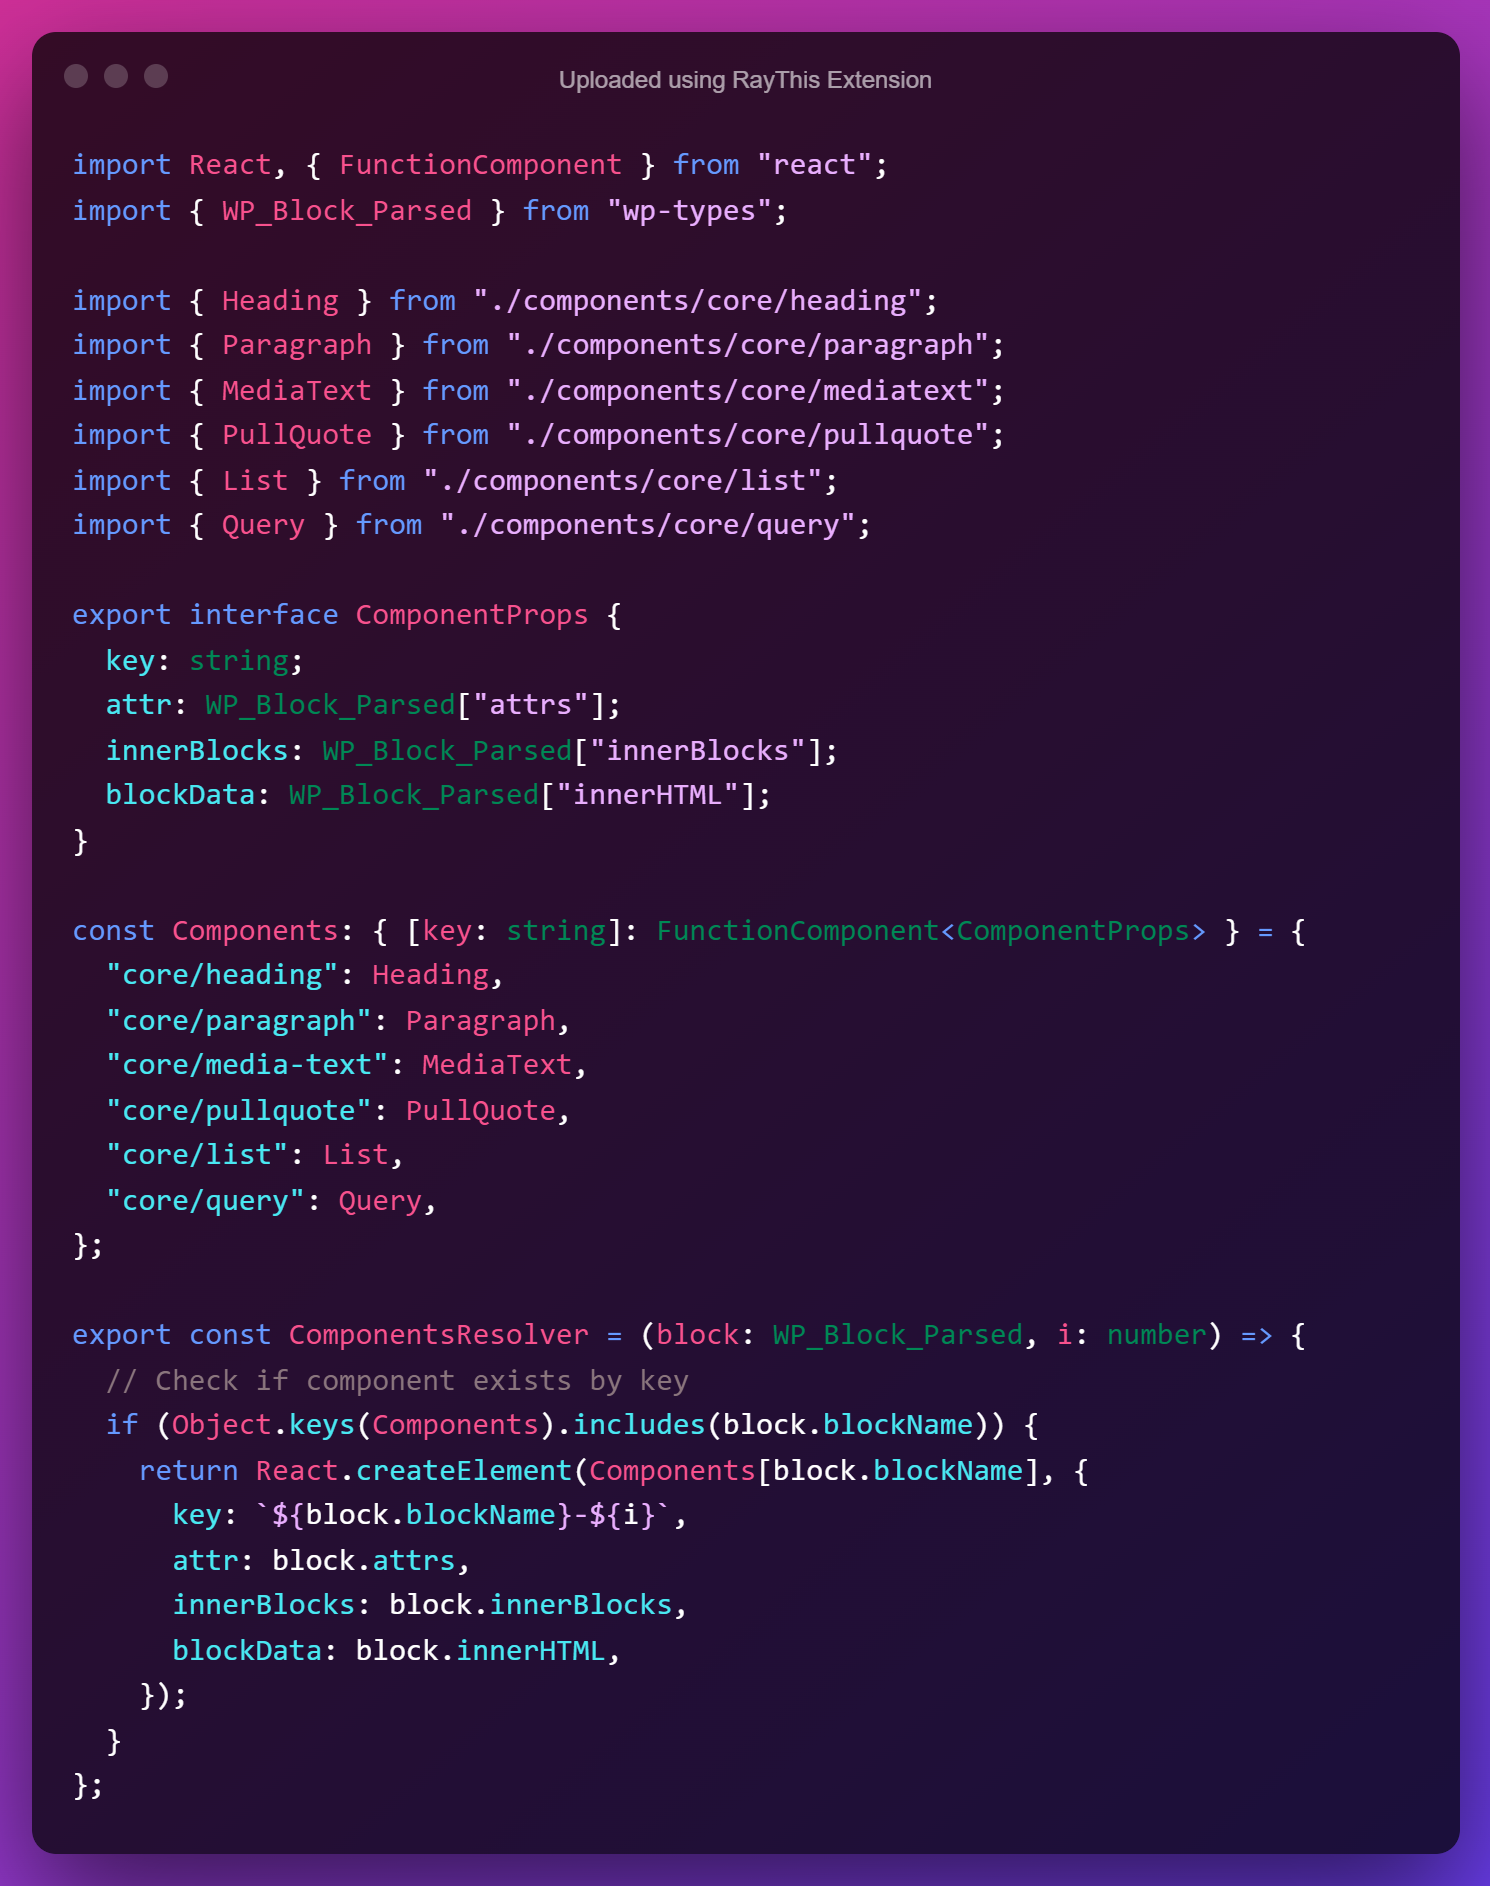 Uploaded using RayThis Extension
import React, { FunctionComponent } from "react";
import { WP_Block_Parsed } from "wp-types";

import { Heading } from "./components/core/heading";
import { Paragraph } from "./components/core/paragraph";
import { MediaText } from "./components/core/mediatext";
import { PullQuote } from "./components/core/pullquote";
import { List } from "./components/core/list";
import { Query } from "./components/core/query";

export interface ComponentProps {
  key: string;
  attr: WP_Block_Parsed["attrs"];
  innerBlocks: WP_Block_Parsed["innerBlocks"];
  blockData: WP_Block_Parsed["innerHTML"];
}

const Components: { [key: string]: FunctionComponent<ComponentProps> } = {
  "core/heading": Heading,
  "core/paragraph": Paragraph,
  "core/media-text": MediaText,
  "core/pullquote": PullQuote,
  "core/list": List,
  "core/query": Query,
};

export const ComponentsResolver = (block: WP_Block_Parsed, i: number) => {
  // Check if component exists by key
  if (Object.keys(Components).includes(block.blockName)) {
    return React.createElement(Components[block.blockName], {
      key: `${block.blockName}-${i}`,
      attr: block.attrs,
      innerBlocks: block.innerBlocks,
      blockData: block.innerHTML,
    });
  }
};